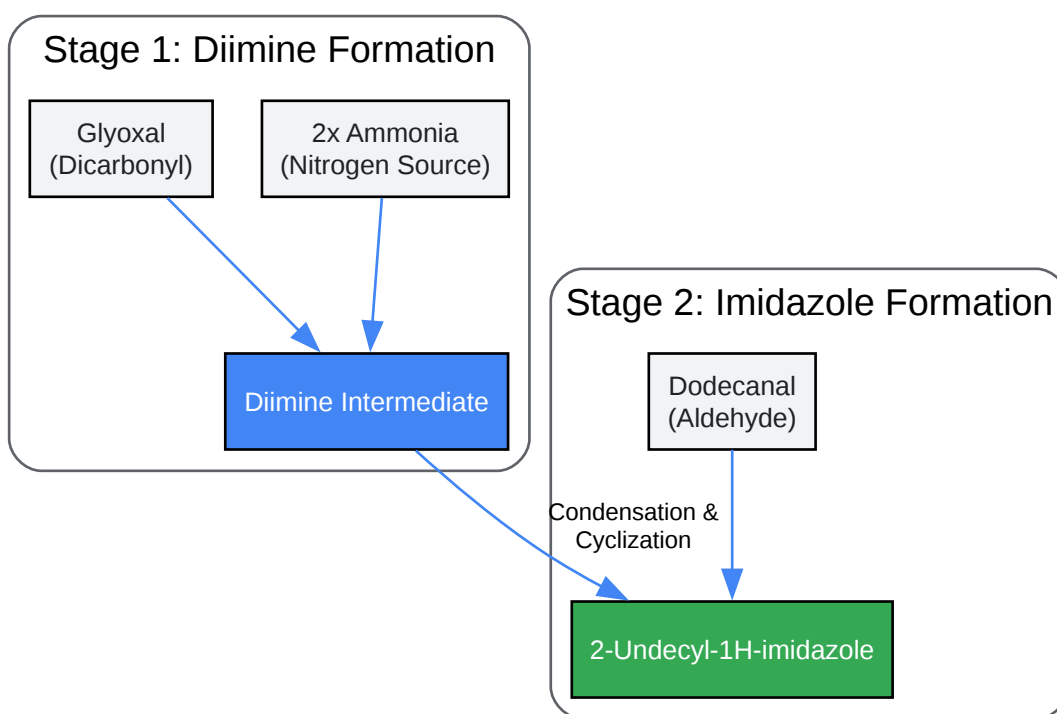 Stage 1: Diimine Formation
Glyoxal
(Dicarbonyl)
2x Ammonia
(Nitrogen Source)
Diimine Intermediate
Stage 2: Imidazole Formation
Dodecanal
(Aldehyde)
Condensation &
Cyclization
2-Undecyl-1H-imidazole